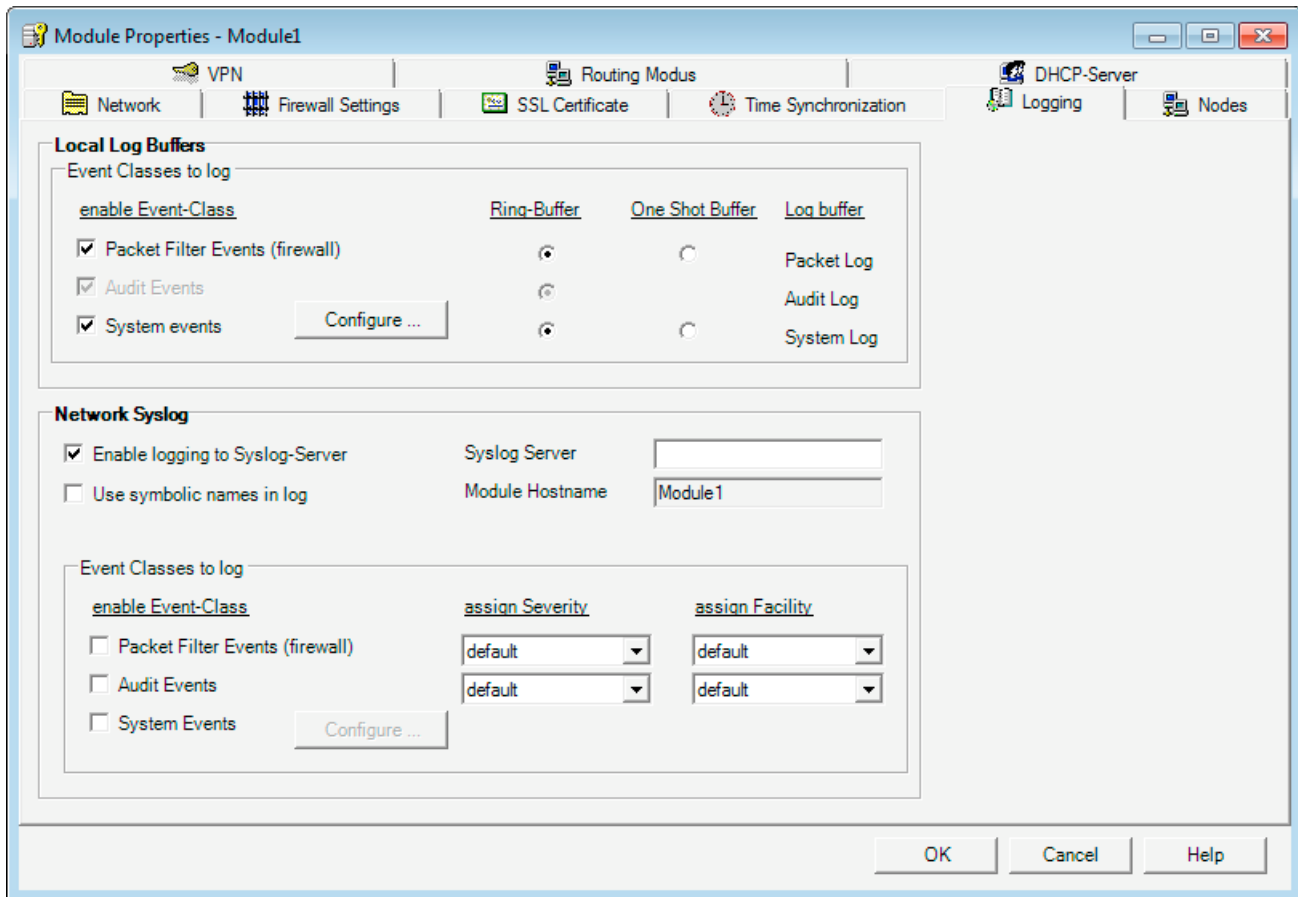 Module Properties - Module1
VPN Routing Modus DHCP-Server
Network Firewall Settings SSL Certificate Time Synchronization Logging Nodes
Local Log Buffers
Event Classes to log
enable Event-Class Ring-Buffer One Shot Buffer Log buffer
Packet Filter Events (firewall) Packet Log
Audit Events Audit Log
System events Configure ... System Log
Network Syslog
Enable logging to Syslog-Server Syslog Server
Use symbolic names in log Module Hostname Module1
Event Classes to log
enable Event-Class assign Severity assign Facility
Packet Filter Events (firewall) default default
Audit Events default default
System Events Configure ...
OK Cancel Help